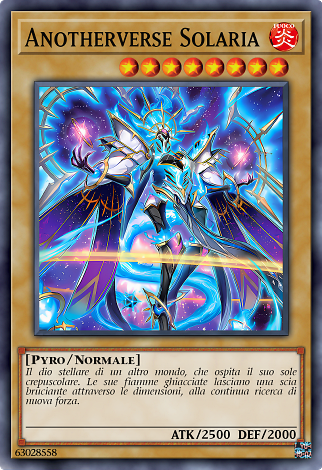 Anotherverse Solaria
FUOCO
炎
[Pyro/Normale]
Il dio stellare di un altro mondo, che ospita il suo sole
crepuscolare. Le sue fiamme ghiacciate lasciano una scia
bruciante attraverso le dimensioni, alla continua ricerca di
nuova forza.
ATK/2500 DEF/2000
63028558